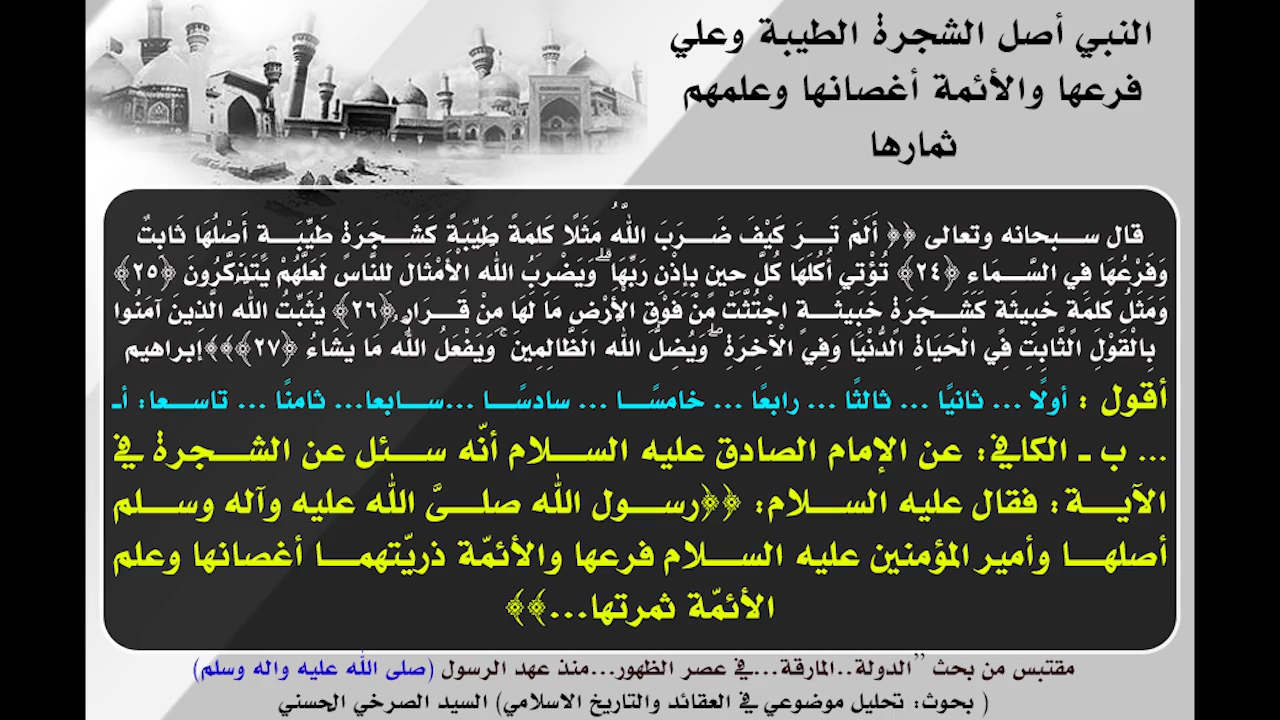 النبي أصل الشجرة الطيبة وعلي
فرعها والأئمة أغصانها وعلمهم
ثمارها
قال سبحانه وتعالى ﴿﴿ أَلَمْ تَرَ كَيْفَ ضَرَبَ اللَّهُ مَثَلًا كَلِمَةً طَيِّبَةً كَشَجَرَةٍ طَيِّبَةٍ أَصْلُهَا ثَابِتٌ
وَفَرْعُهَا فِي السَّمَاءِ ﴿٢٤﴾ تُؤْتِي أُكُلَهَا كُلَّ حِينٍ بِإِذْنِ رَبِّهَا ۗ وَيَضْرِبُ اللَّهُ الْأَمْثَالَ لِلنَّاسِ لَعَلَّهُمْ يَتَذَكَّرُونَ ﴿٢٥﴾
وَمَثَلُ كَلِمَةٍ خَبِيثَةٍ كَشَجَرَةٍ خَبِيثَةٍ اجْتُثَّتْ مِنْ فَوْقِ الْأَرْضِ مَا لَهَا مِنْ قَرَارٍ ﴿٢٦﴾ يُثَبِّتُ اللَّهُ الَّذِينَ آمَنُوا
بِالْقَوْلِ الثَّابِتِ فِي الْحَيَاةِ الدُّنْيَا وَفِي الْآخِرَةِ ۖ وَيُضِلُّ اللَّهُ الظَّالِمِينَ ۚ وَيَفْعَلُ اللَّهُ مَا يَشَاءُ ﴿٢٧﴾﴾﴾إبراهيم
أقول : أولًا ... ثانيًا ... ثالثًا ... رابعًا ... خامسًا ... سادسًا ...سابعا... ثامنًا ... تاسعا: أـ
... ب ـ الكافي: عن الإمام الصادق عليه السلام أنّه سئل عن الشجرة في
الآية: فقال عليه السلام: ﴿﴿رسول الله صلىَّ الله عليه وآله وسلم
أصلها وأمير المؤمنين عليه السلام فرعها والأئمّة ذريّتهما أغصانها وعلم
الأئمّة ثمرتها...﴾﴾
مقتبس من بحث ”الدولة..المارقة...في عصر الظهور...منذ عهد الرسول (صلى الله عليه واله وسلم)
( بحوث: تحليل موضوعي في العقائد والتاريخ الاسلامي) السيد الصرخي الحسني